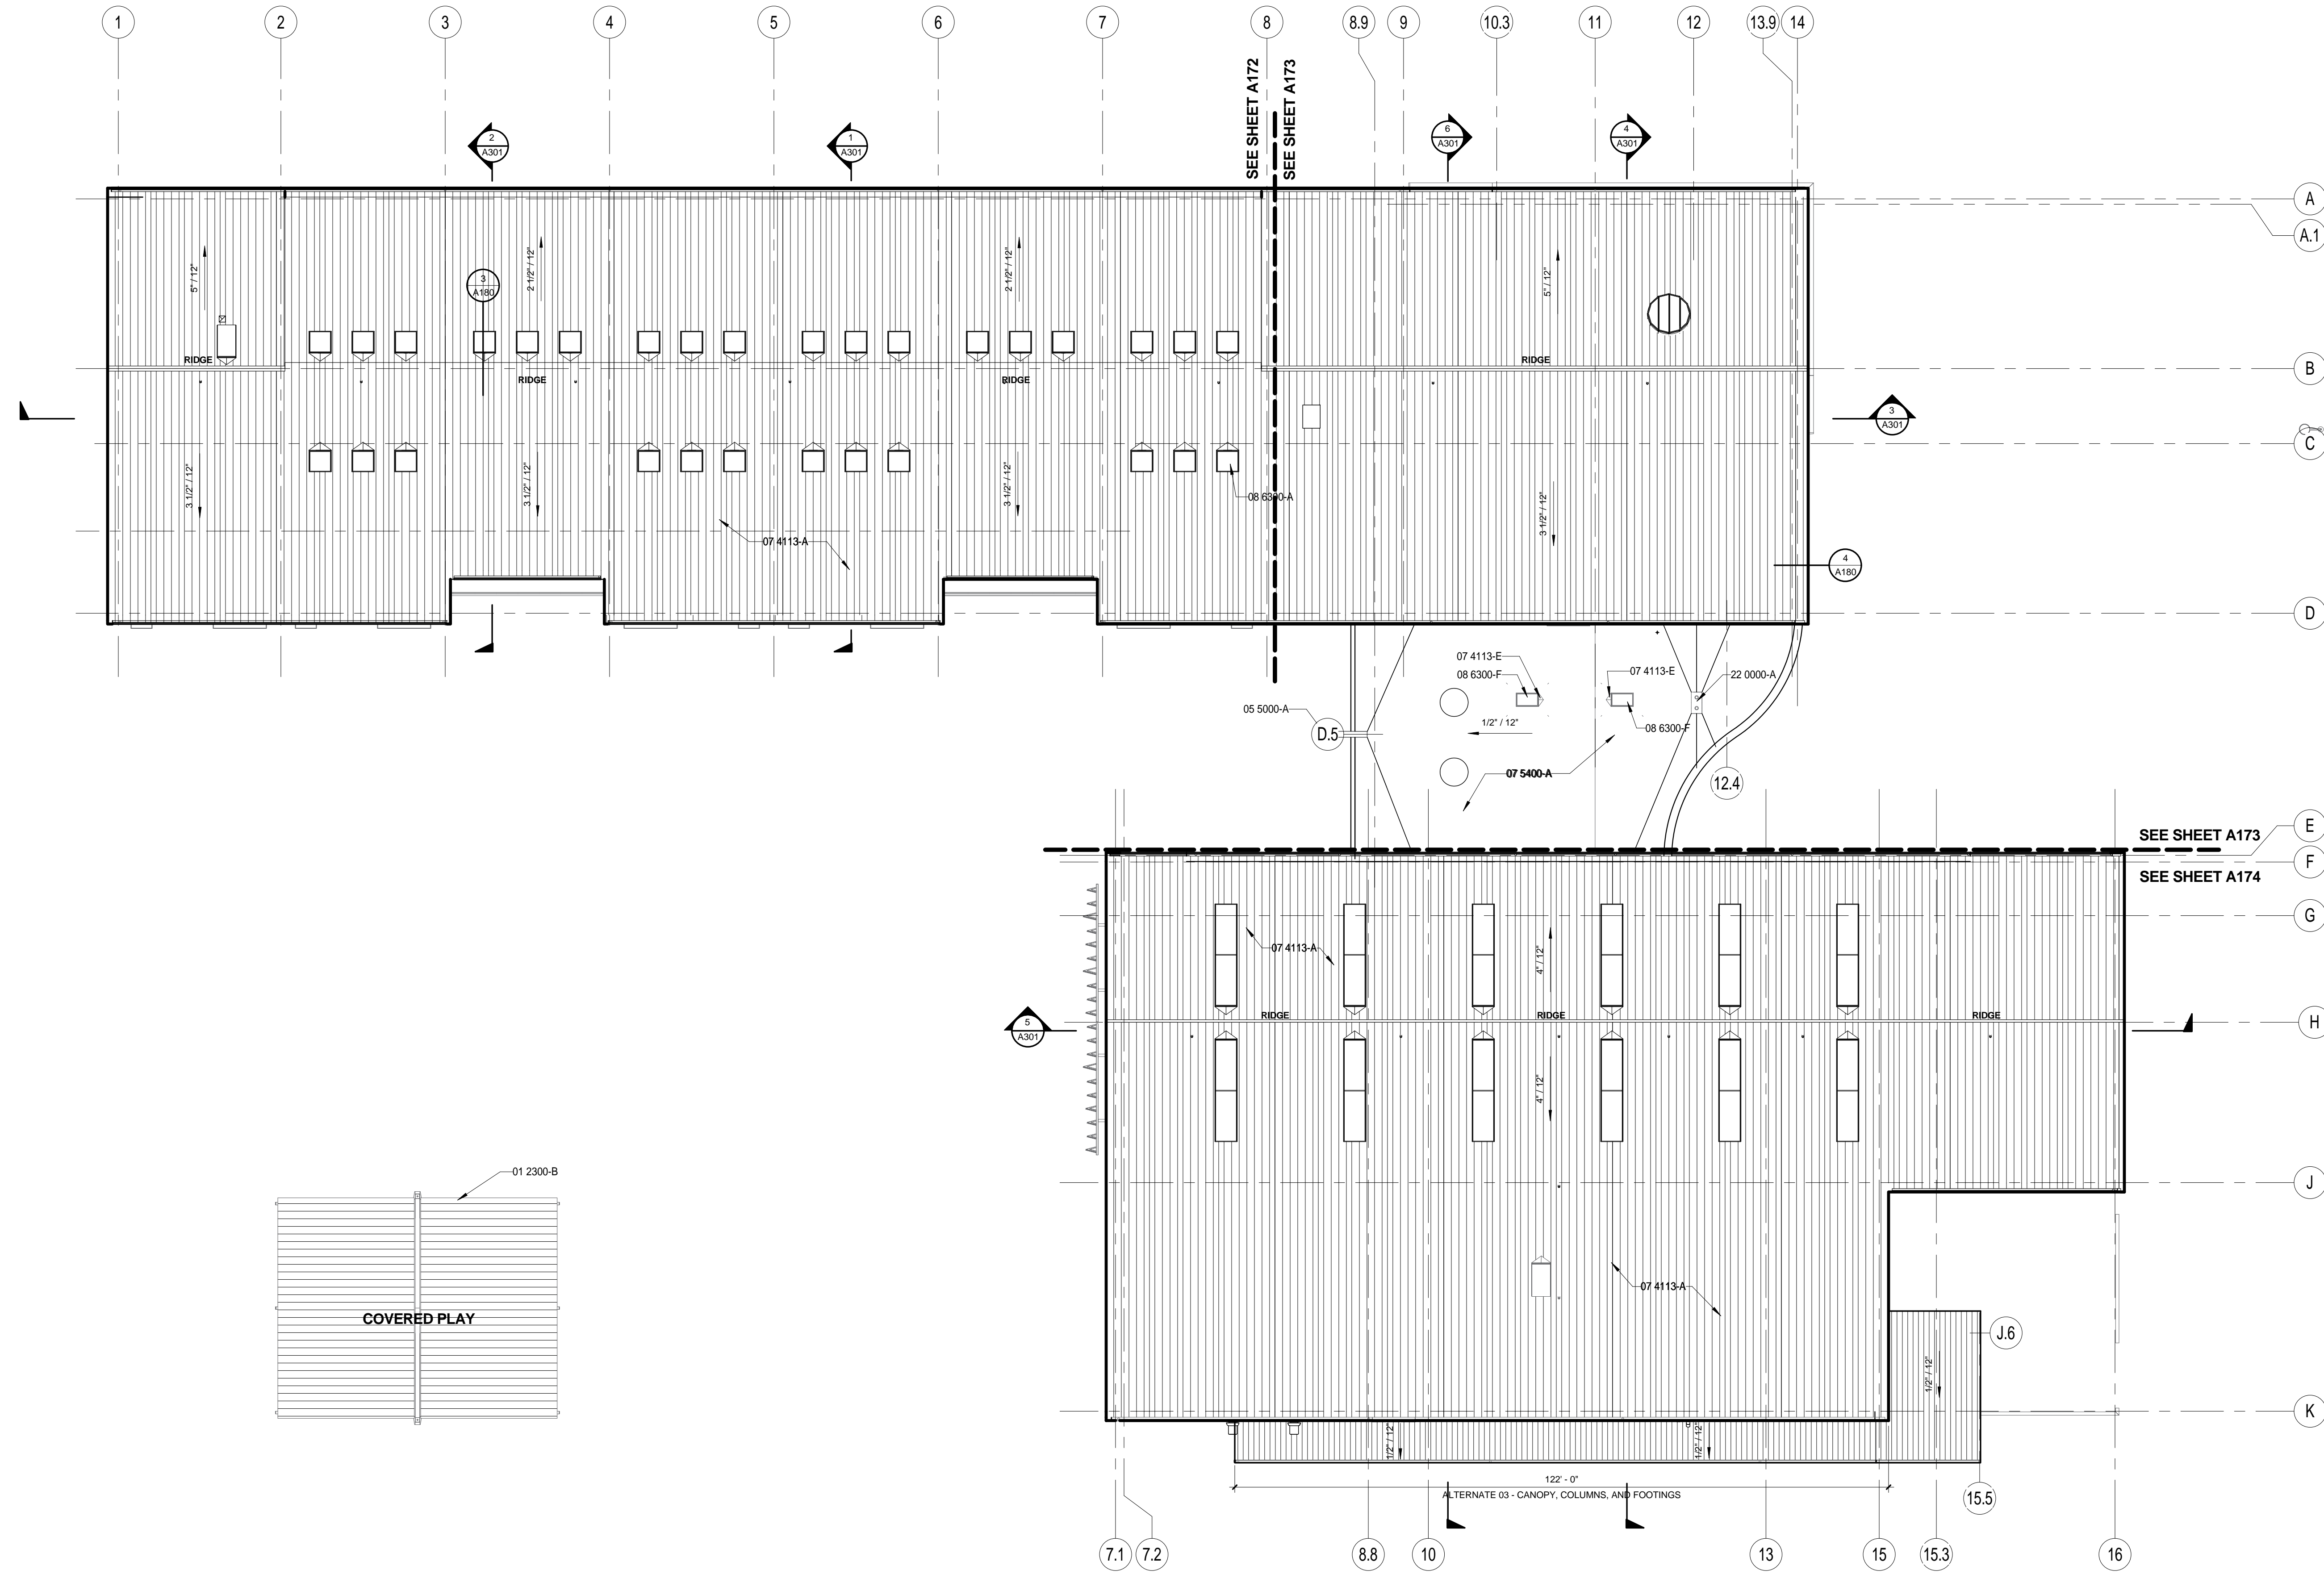 1 2 3 4 5 6 7 8 8.9 9 10.3 11 12 13.9 14
SEE SHEET A172
SEE SHEET A173
2
A301
1
A301
6
A301
4
A301
A
A.1
5" / 12"
2 1/2" / 12"
2 1/2" / 12"
5" / 12"
3
A180
RIDGE
RIDGE
RIDGE
RIDGE
B
3
A301
C
3 1/2" / 12"
3 1/2" / 12"
3 1/2" / 12"
3 1/2" / 12"
08 6300-A
07 4113-A
4
A180
D
07 4113-E
08 6300-F
07 4113-E
22 0000-A
05 5000-A
D.5
1/2" / 12"
08 6300-F
07 5400-A
12.4
SEE SHEET A173
E
F
SEE SHEET A174
G
07 4113-A
4" / 12"
RIDGE
RIDGE
RIDGE
5
A301
H
4" / 12"
01 2300-B
J
07 4113-A
COVERED PLAY
J.6
1/2" / 12"
K
1/2" / 12"
1/2" / 12"
122' - 0"
ALTERNATE 03 - CANOPY, COLUMNS, AND FOOTINGS
15.5
7.1 7.2 8.8 10 13 15 15.3 16